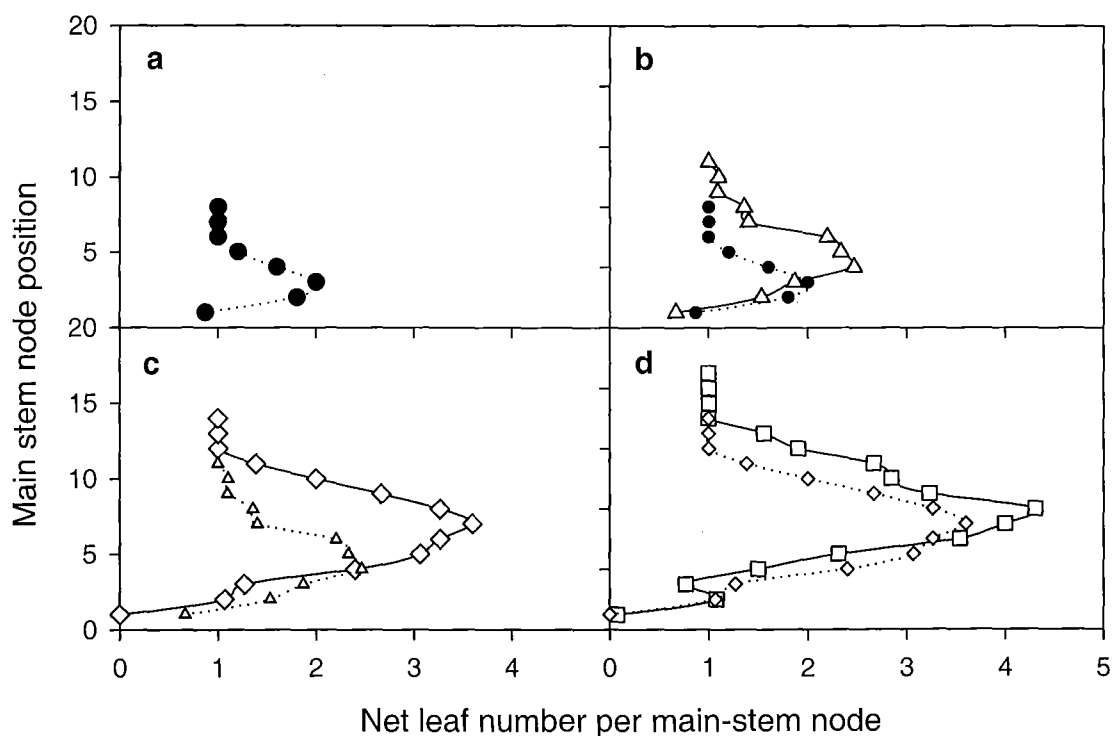 20
a
b
15
10
5
20
c
d
15
10
5
0
0 1 2 3 4 0 1 2 3 4 5
Main stem node position
Net leaf number per main-stem node